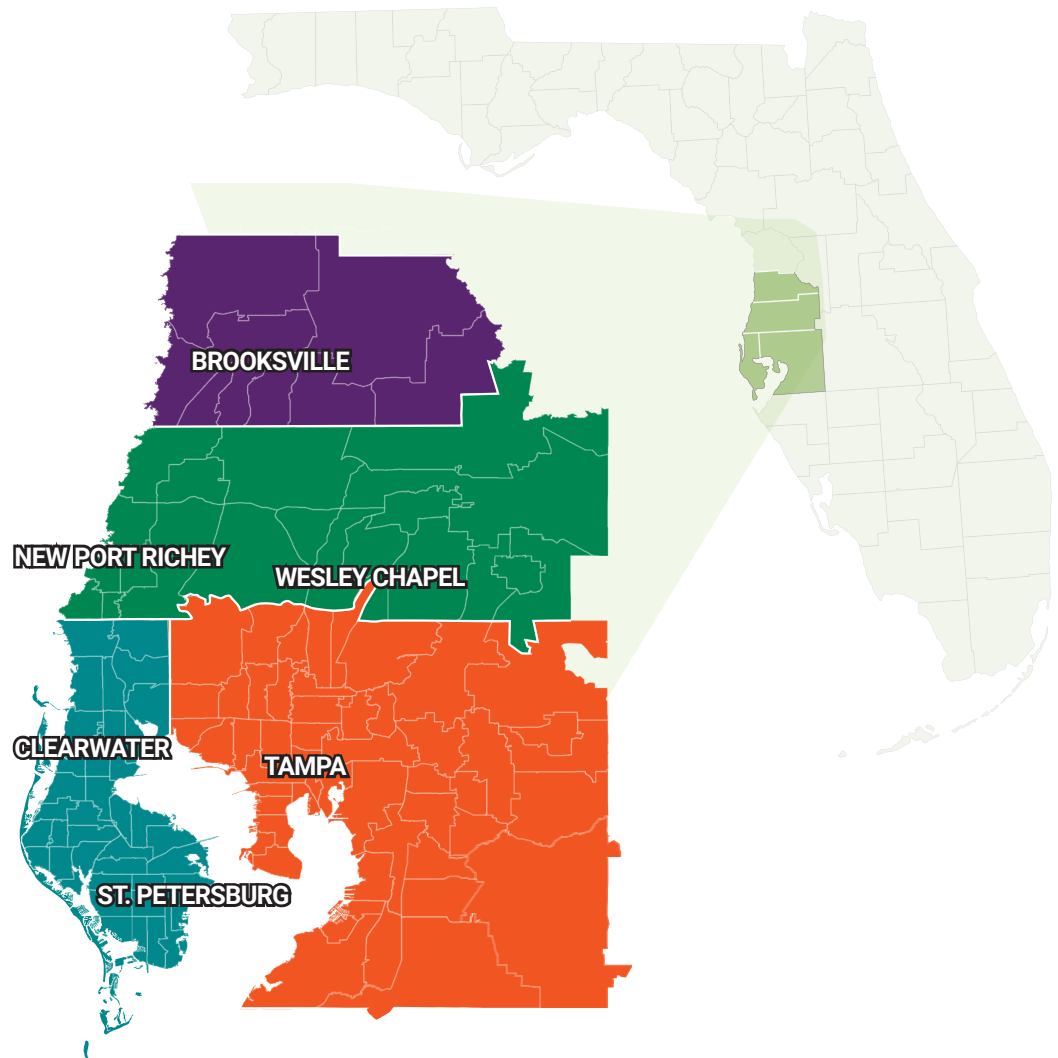 BROOKSVILLE
NEW PORT RICHEY
WESLEY CHAPEL
CLEARWATER
TAMPA
ST. PETERSBURG